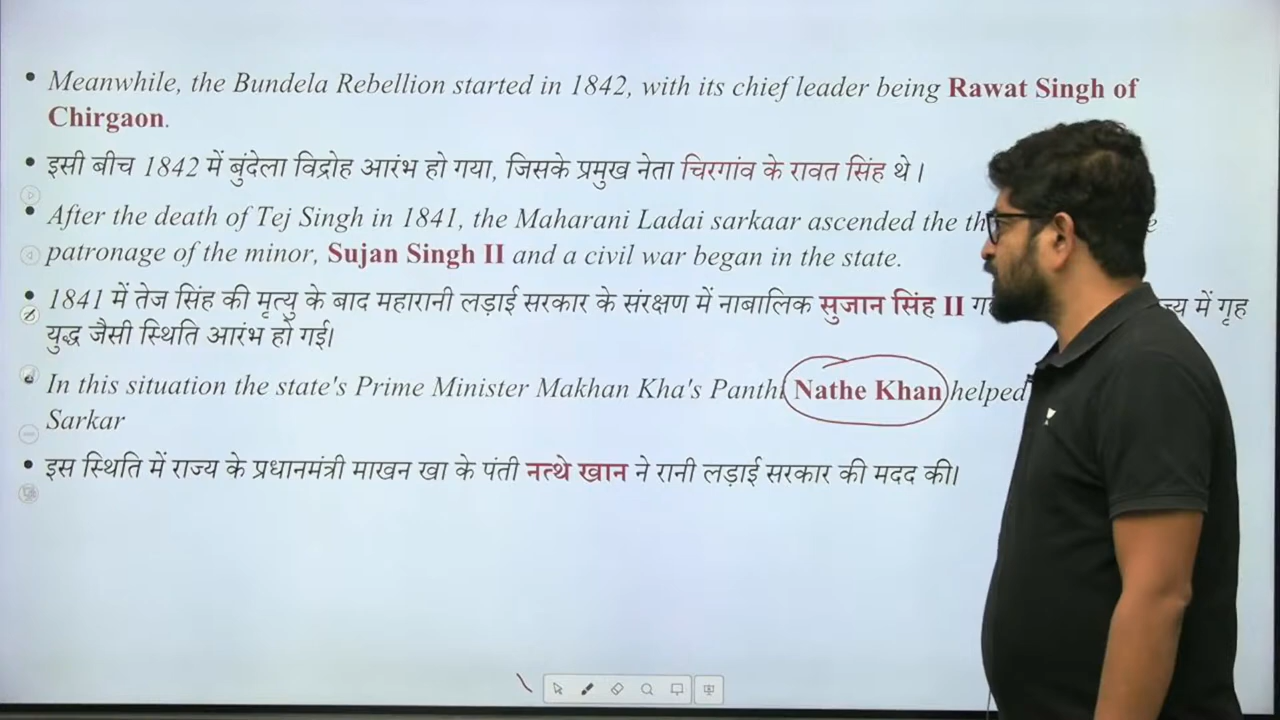 Meanwhile, the Bundela Rebellion started in 1842, with its chief leader being Rawat Singh of
Chirgaon.
इसी बीच 1842 में बुंदेला विद्रोह आरंभ हो गया, जिसके प्रमुख नेता चिरगांव के रावत सिंह थे।
After the death of Tej Singh in 1841, the Maharani Ladai sarkaar ascended the
patronage of the minor, Sujan Singh II and a civil war began in the state.
1841 में तेज सिंह की मृत्यु के बाद महारानी लड़ाई सरकार के संरक्षण में नाबालिक सुजान सिंह II में गृह
युद्ध जैसी स्थिति आरंभ हो गई।
In this situation the state's Prime Minister Makhan Kha's Panthi Nathe Khan helped
Sarkar
इस स्थिति में राज्य के प्रधानमंत्री माखन खा के पंती नत्थे खान ने रानी लड़ाई सरकार की मदद की।